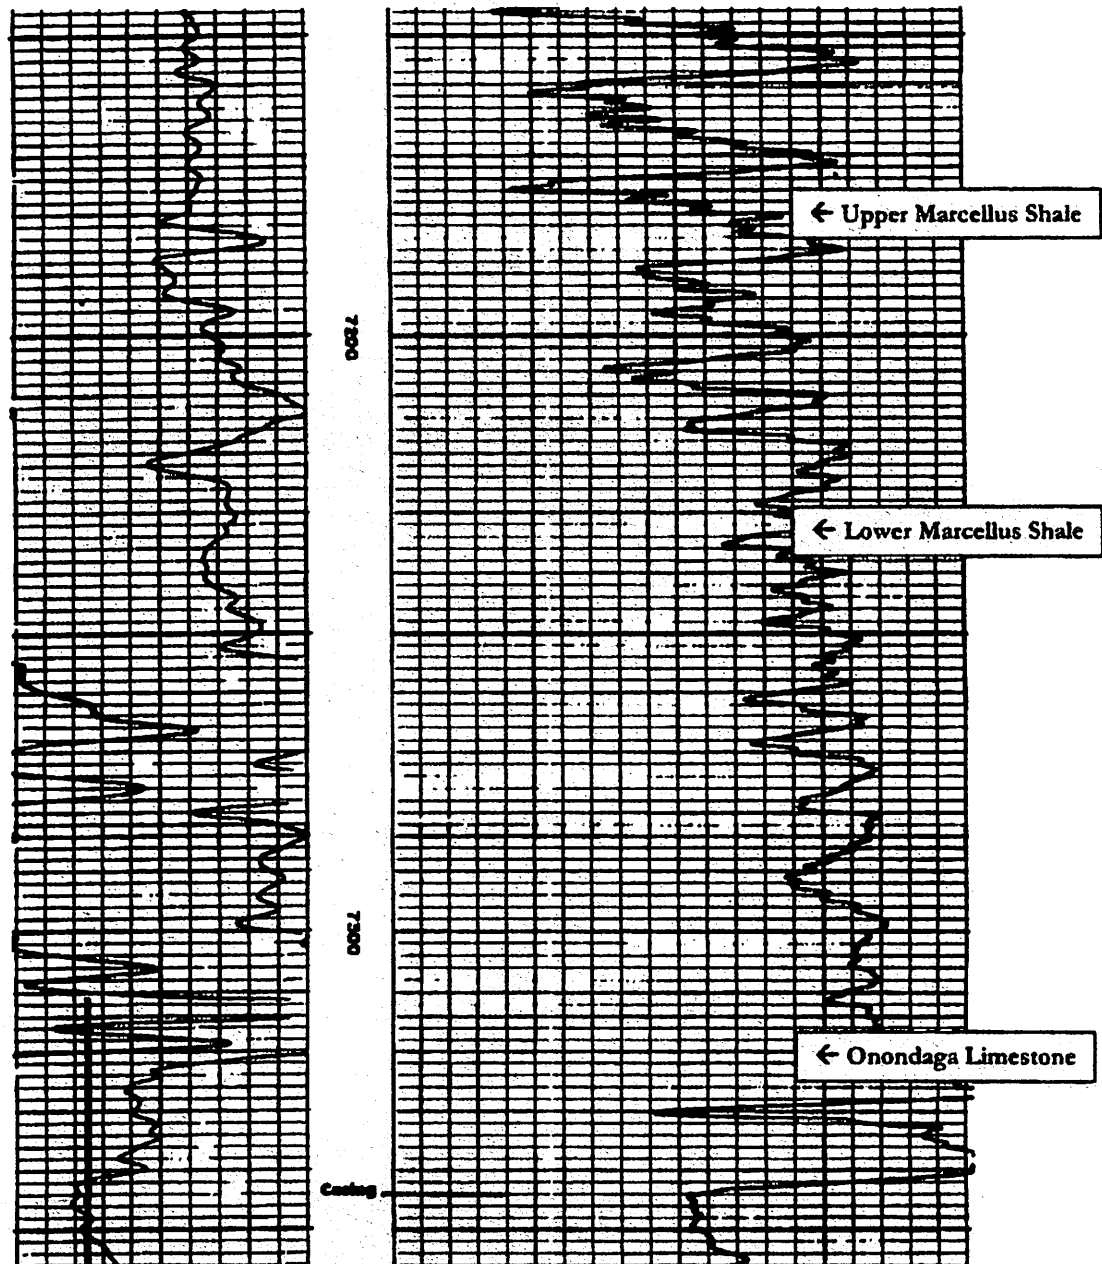 ← Upper Marcellus Shale
7200
← Lower Marcellus Shale
7300
← Onondaga Limestone
Casing